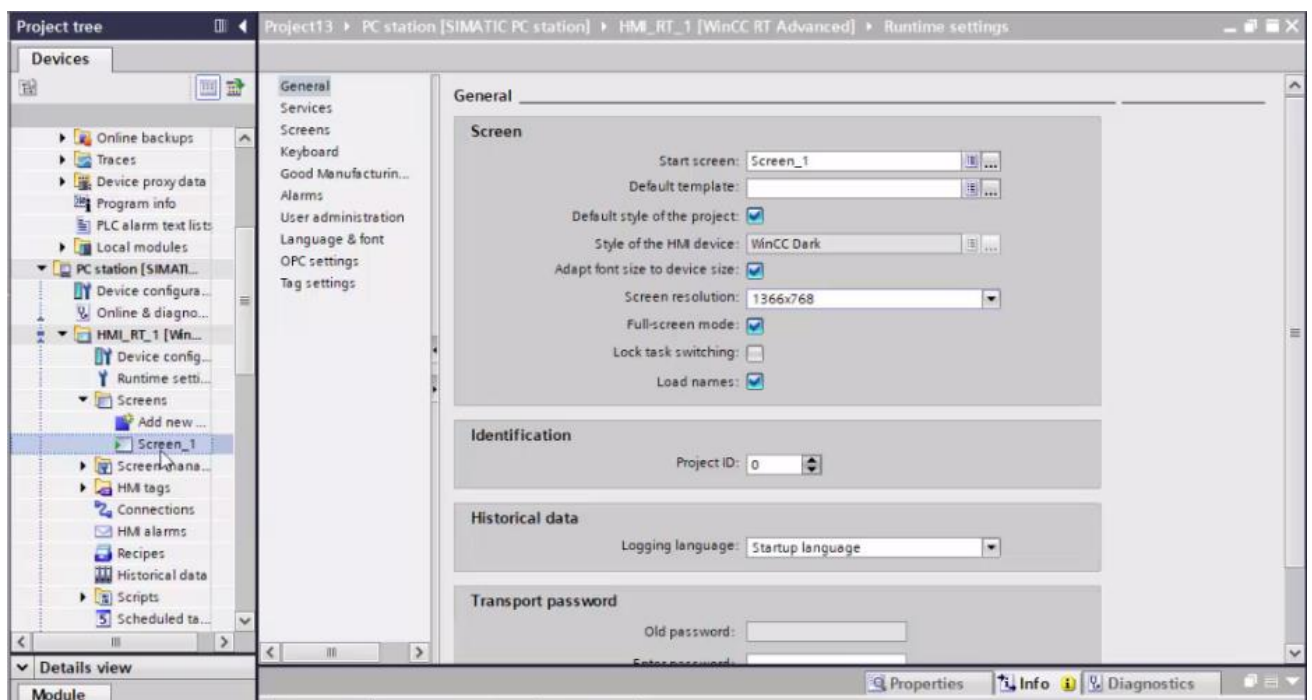 Project tree
Project13 ▸ PC station [SIMATIC PC station] ▸ HMI_RT_1 [WinCC RT Advanced] ▸ Runtime settings
Devices
Online backups
Traces
Device proxy data
Program info
PLC alarm text lists
Local modules
PC station [SIMATI...
Device configura...
Online & diagno...
HMI_RT_1 [Win...
Device config...
Runtime setti...
Screens
Add new ...
Screen_1
Screen mana...
HMI tags
Connections
HMI alarms
Recipes
Historical data
Scripts
Scheduled ta...
Details view
Module
General
Services
Screens
Keyboard
Good Manufacturin...
Alarms
User administration
Language & font
OPC settings
Tag settings
General
Screen
Start screen: Screen_1
Default template:
Default style of the project:
Style of the HMI device: WinCC Dark
Adapt font size to device size:
Screen resolution: 1366x768
Full-screen mode:
Lock task switching:
Load names:
Identification
Project ID: 0
Historical data
Logging language: Startup language
Transport password
Old password:
Enter password:
Properties
Info
Diagnostics